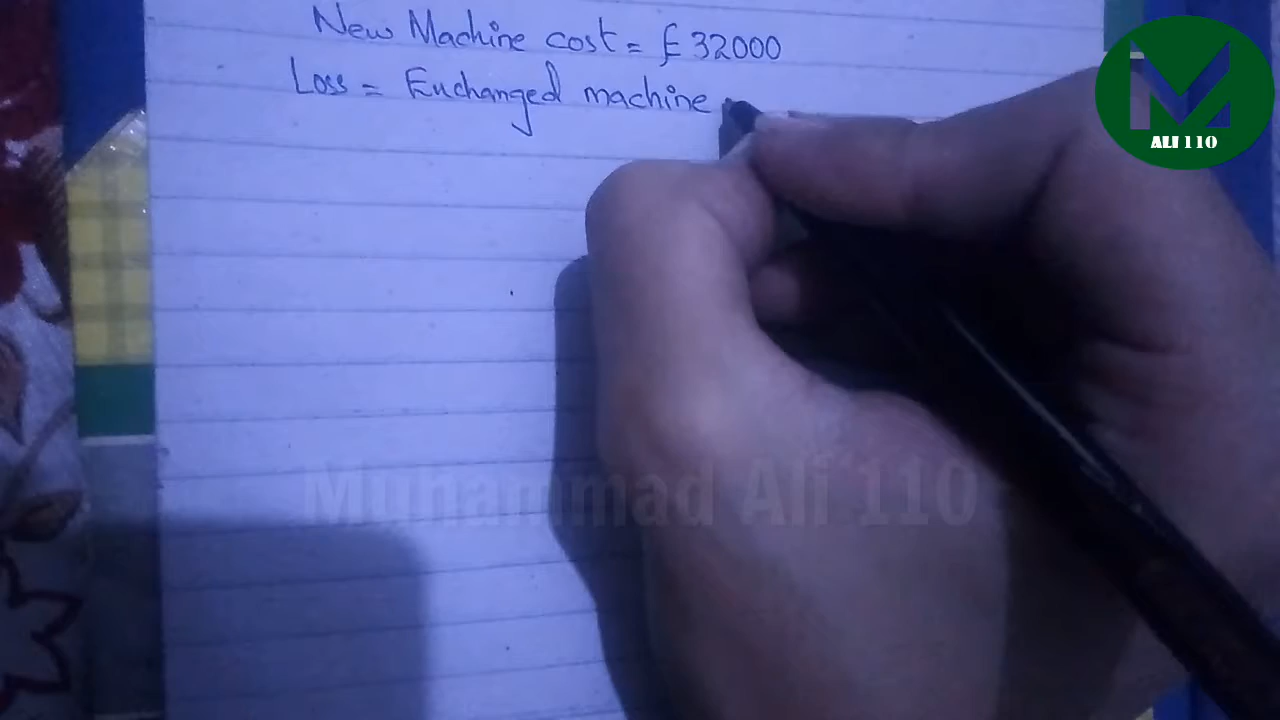 New Machine cost = £ 32000
Loss = Exchanged machine
M
ALI 110
Muhammad Ali 110